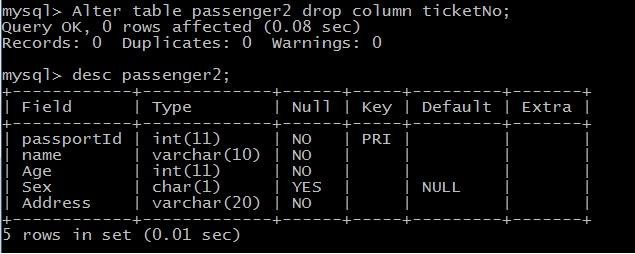 mysql> Alter table passenger2 drop column ticketNo;
Query OK, 0 rows affected (0.08 sec)
Records: 0  Duplicates: 0  Warnings: 0

mysql> desc passenger2;
+------------+-------------+------+-----+---------+-------+
| Field      | Type        | Null | Key | Default | Extra |
+------------+-------------+------+-----+---------+-------+
| passportId | int(11)     | NO   | PRI |         |       |
| name       | varchar(10) | NO   |     |         |       |
| Age        | int(11)     | NO   |     |         |       |
| Sex        | char(1)     | YES  |     | NULL    |       |
| Address    | varchar(20) | NO   |     |         |       |
+------------+-------------+------+-----+---------+-------+
5 rows in set (0.01 sec)